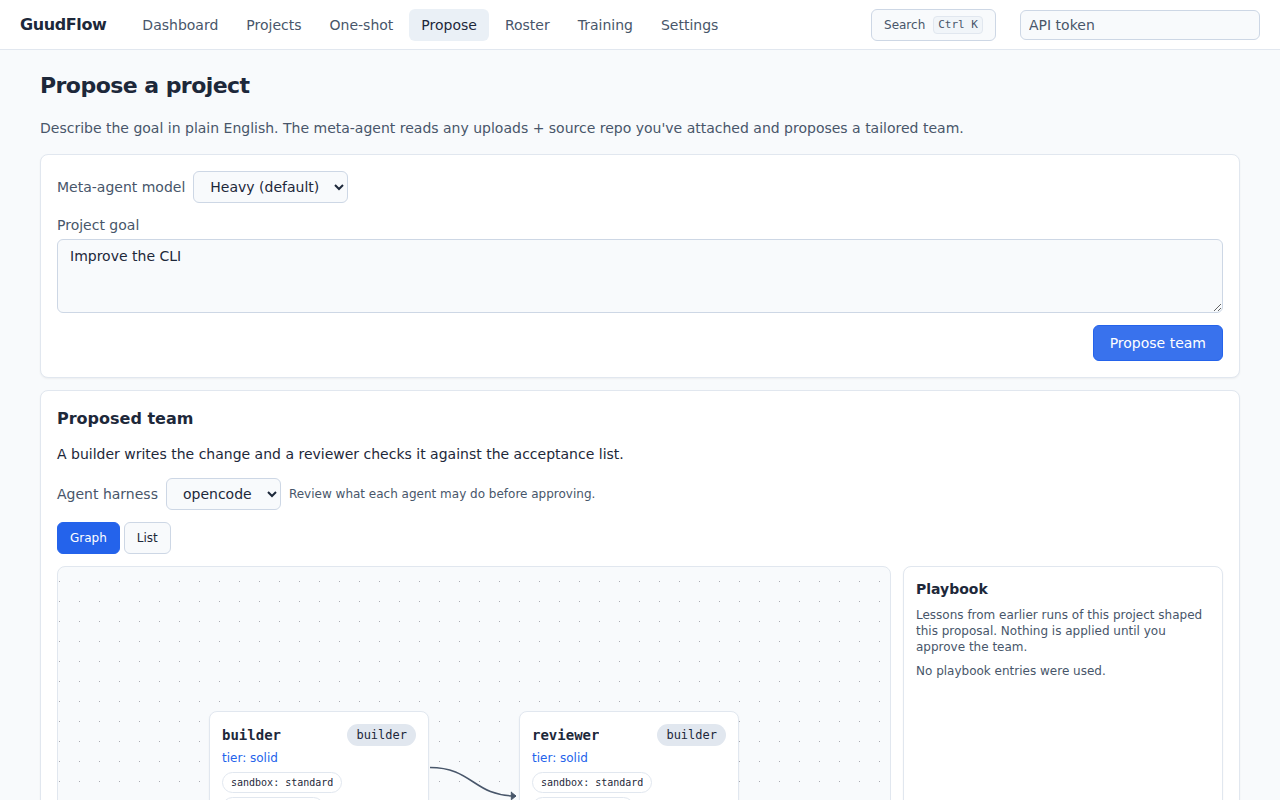 GuudFlow Dashboard Projects One-shot Propose Roster Training Settings Search Ctrl K API token
Propose a project
Describe the goal in plain English. The meta-agent reads any uploads + source repo you've attached and proposes a tailored team.
Meta-agent model Heavy (default)
Project goal
Improve the CLI
Propose team
Proposed team
A builder writes the change and a reviewer checks it against the acceptance list.
Agent harness opencode Review what each agent may do before approving.
Graph List
Playbook
Lessons from earlier runs of this project shaped
this proposal. Nothing is applied until you
approve the team.
No playbook entries were used.
builder builder
tier: solid
sandbox: standard
reviewer builder
tier: solid
sandbox: standard